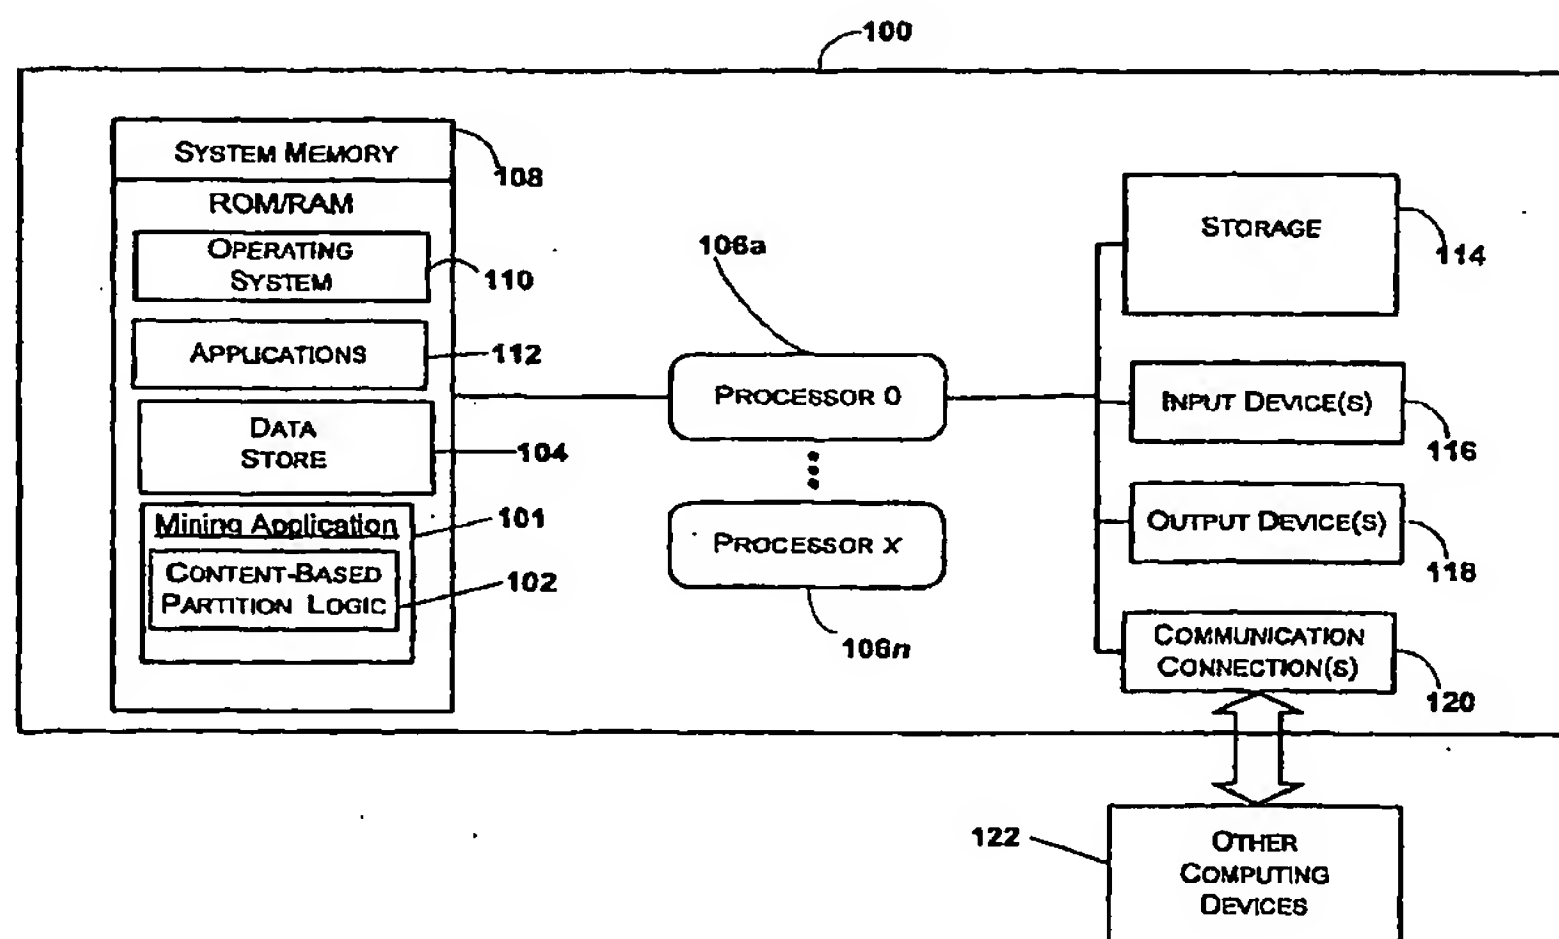 100
SYSTEM MEMORY
108
ROM/RAM
OPERATING
SYSTEM
110
APPLICATIONS
112
DATA
STORE
104
Mining Application
101
CONTENT-BASED
PARTITION LOGIC
102
106a
PROCESSOR 0
PROCESSOR X
106n
STORAGE
114
INPUT DEVICE(S)
116
OUTPUT DEVICE(S)
118
COMMUNICATION
CONNECTION(S)
120
122
OTHER
COMPUTING
DEVICES